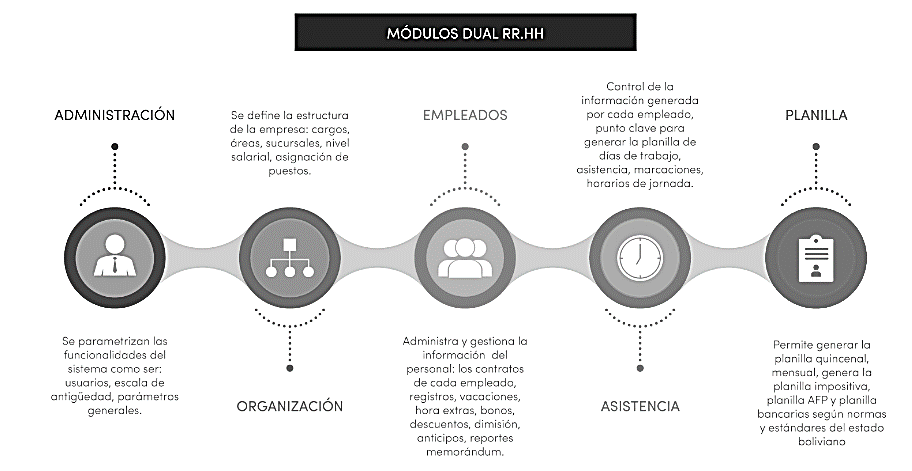 MÓDULOS DUAL RR.HH
ADMINISTRACIÓN
Se parametrizan las
funcionalidades del
sistema como ser:
usuarios, escala de
antigüedad, parámetros
generales.
Se define la estructura
de la empresa: cargos,
áreas, sucursales, nivel
salarial, asignación de
puestos.
ORGANIZACIÓN
EMPLEADOS
Administra y gestiona la
información del
personal: los contratos
de cada empleado,
registros, vacaciones,
hora extras, bonos,
descuentos, dimisión,
anticipos, reportes
memorándum.
Control de la
información generada
por cada empleado,
punto clave para
generar la planilla de
días de trabajo,
asistencia, marcaciones,
horarios de jornada.
ASISTENCIA
PLANILLA
Permite generar la
planilla quincenal,
mensual, genera la
planilla impositiva,
planilla AFP y planilla
bancarias según normas
y estándares del estado
boliviano